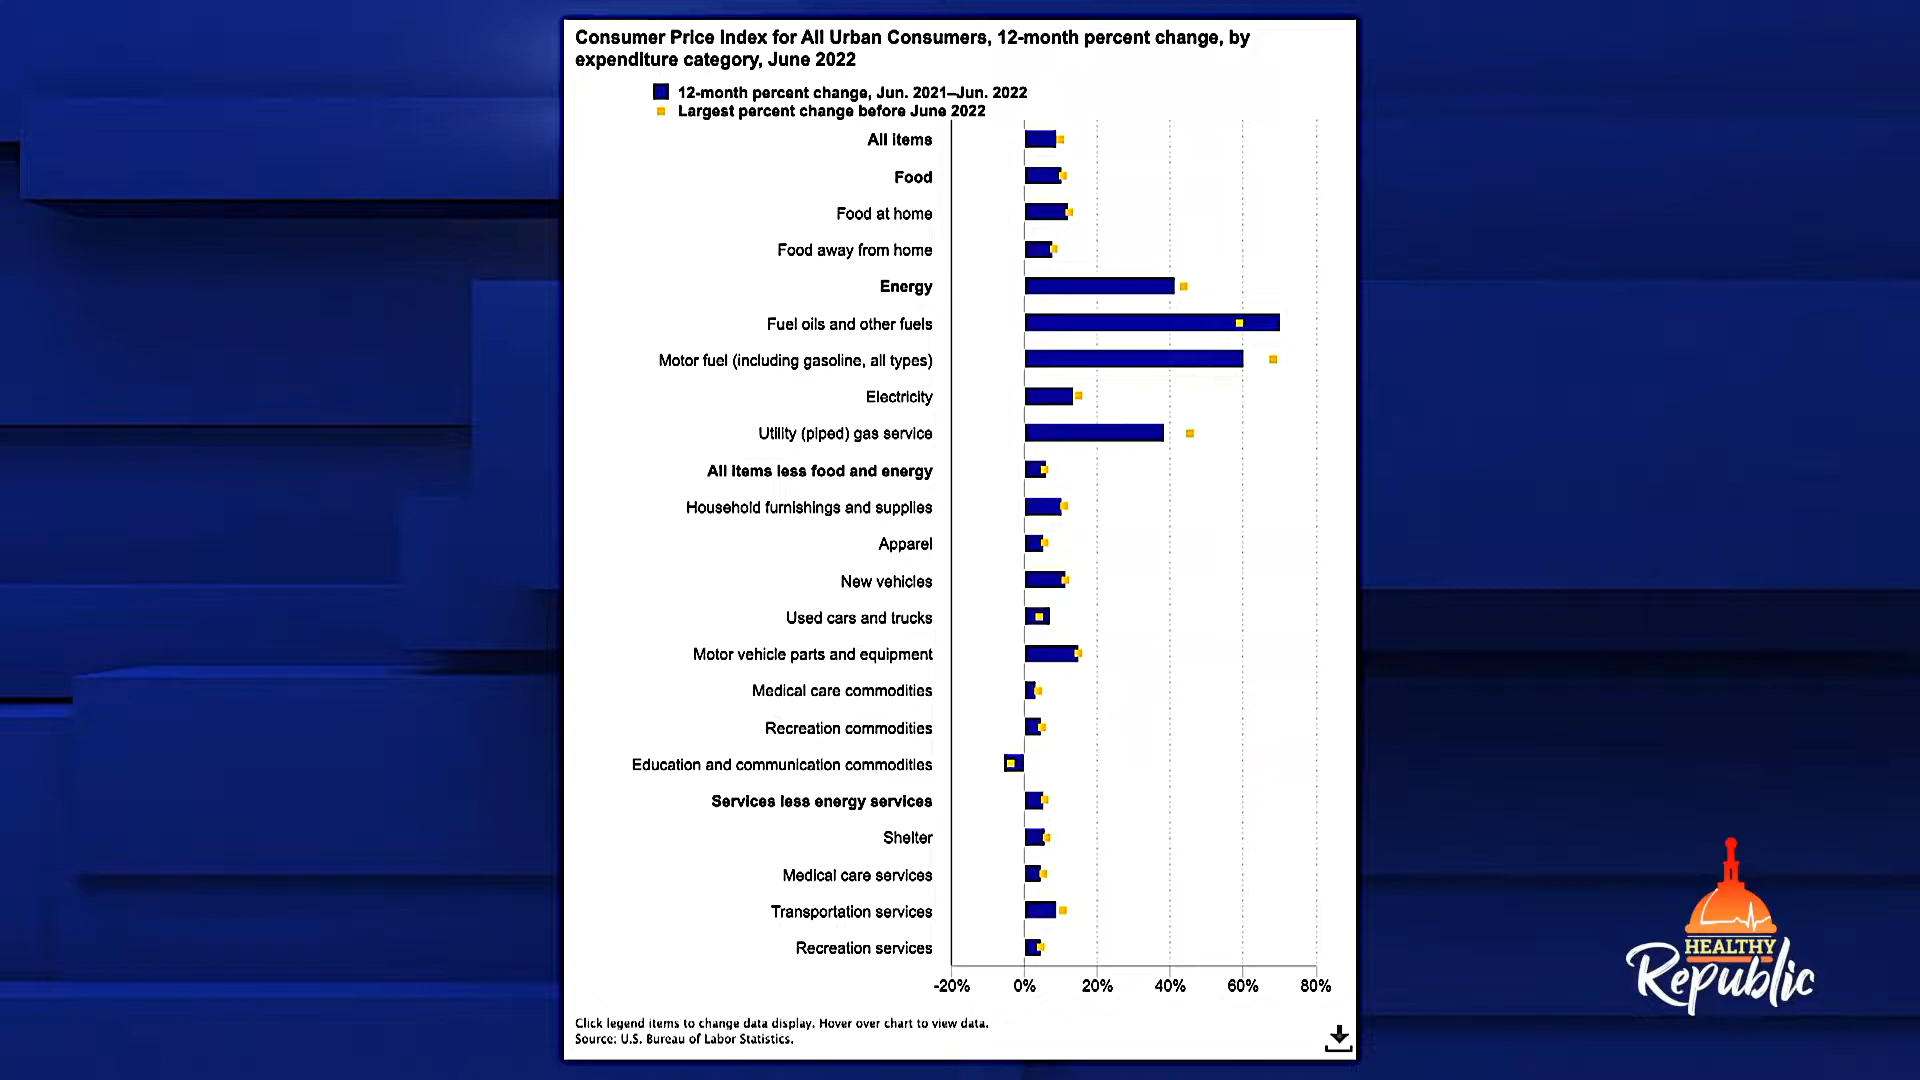 Consumer Price Index for All Urban Consumers, 12-month percent change, by
expenditure category, June 2022
12-month percent change, Jun. 2021–Jun. 2022
Largest percent change before June 2022
All items
Food
Food at home
Food away from home
Energy
Fuel oils and other fuels
Motor fuel (including gasoline, all types)
Electricity
Utility (piped) gas service
All items less food and energy
Household furnishings and supplies
Apparel
New vehicles
Used cars and trucks
Motor vehicle parts and equipment
Medical care commodities
Recreation commodities
Education and communication commodities
Services less energy services
Shelter
Medical care services
Transportation services
Recreation services
-20% 0% 20% 40% 60% 80%
Click legend items to change data display. Hover over chart to view data.
Source: U.S. Bureau of Labor Statistics.
HEALTHY
Republic